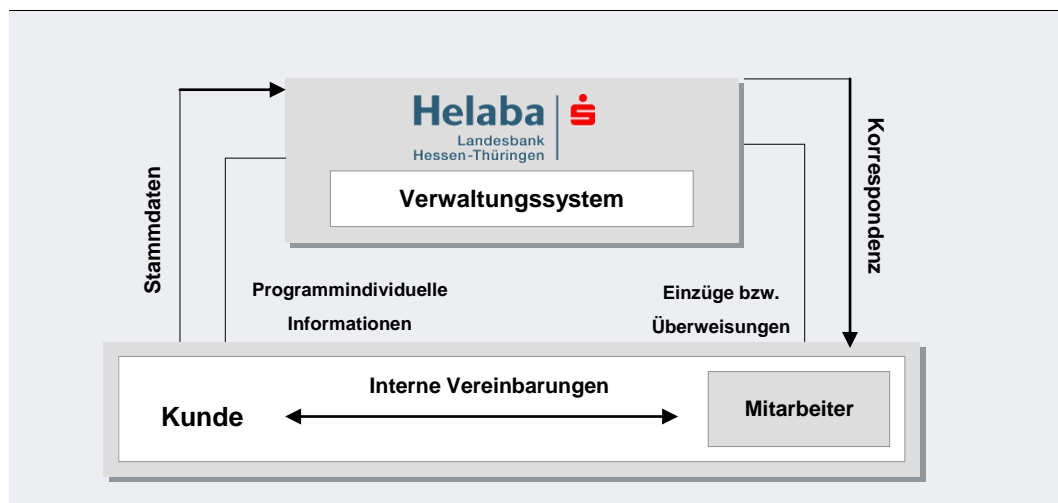 Helaba
Landesbank
Hessen-Thüringen
Verwaltungssystem
Stammdaten
Korrespondenz
Programmindividuelle
Informationen
Einzüge bzw.
Überweisungen
Interne Vereinbarungen
Kunde
Mitarbeiter